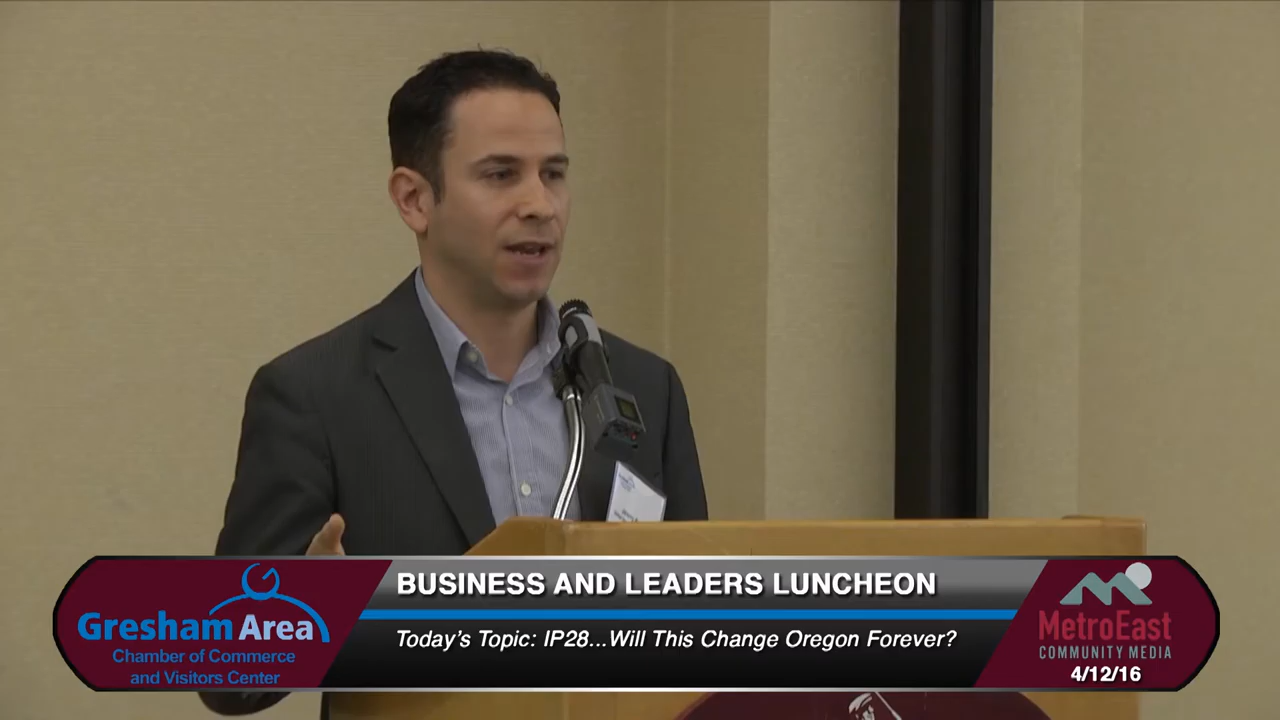 BUSINESS AND LEADERS LUNCHEON
Today's Topic: IP28...Will This Change Oregon Forever?
Gresham Area
Chamber of Commerce
and Visitors Center
MetroEast
COMMUNITY MEDIA
4/12/16